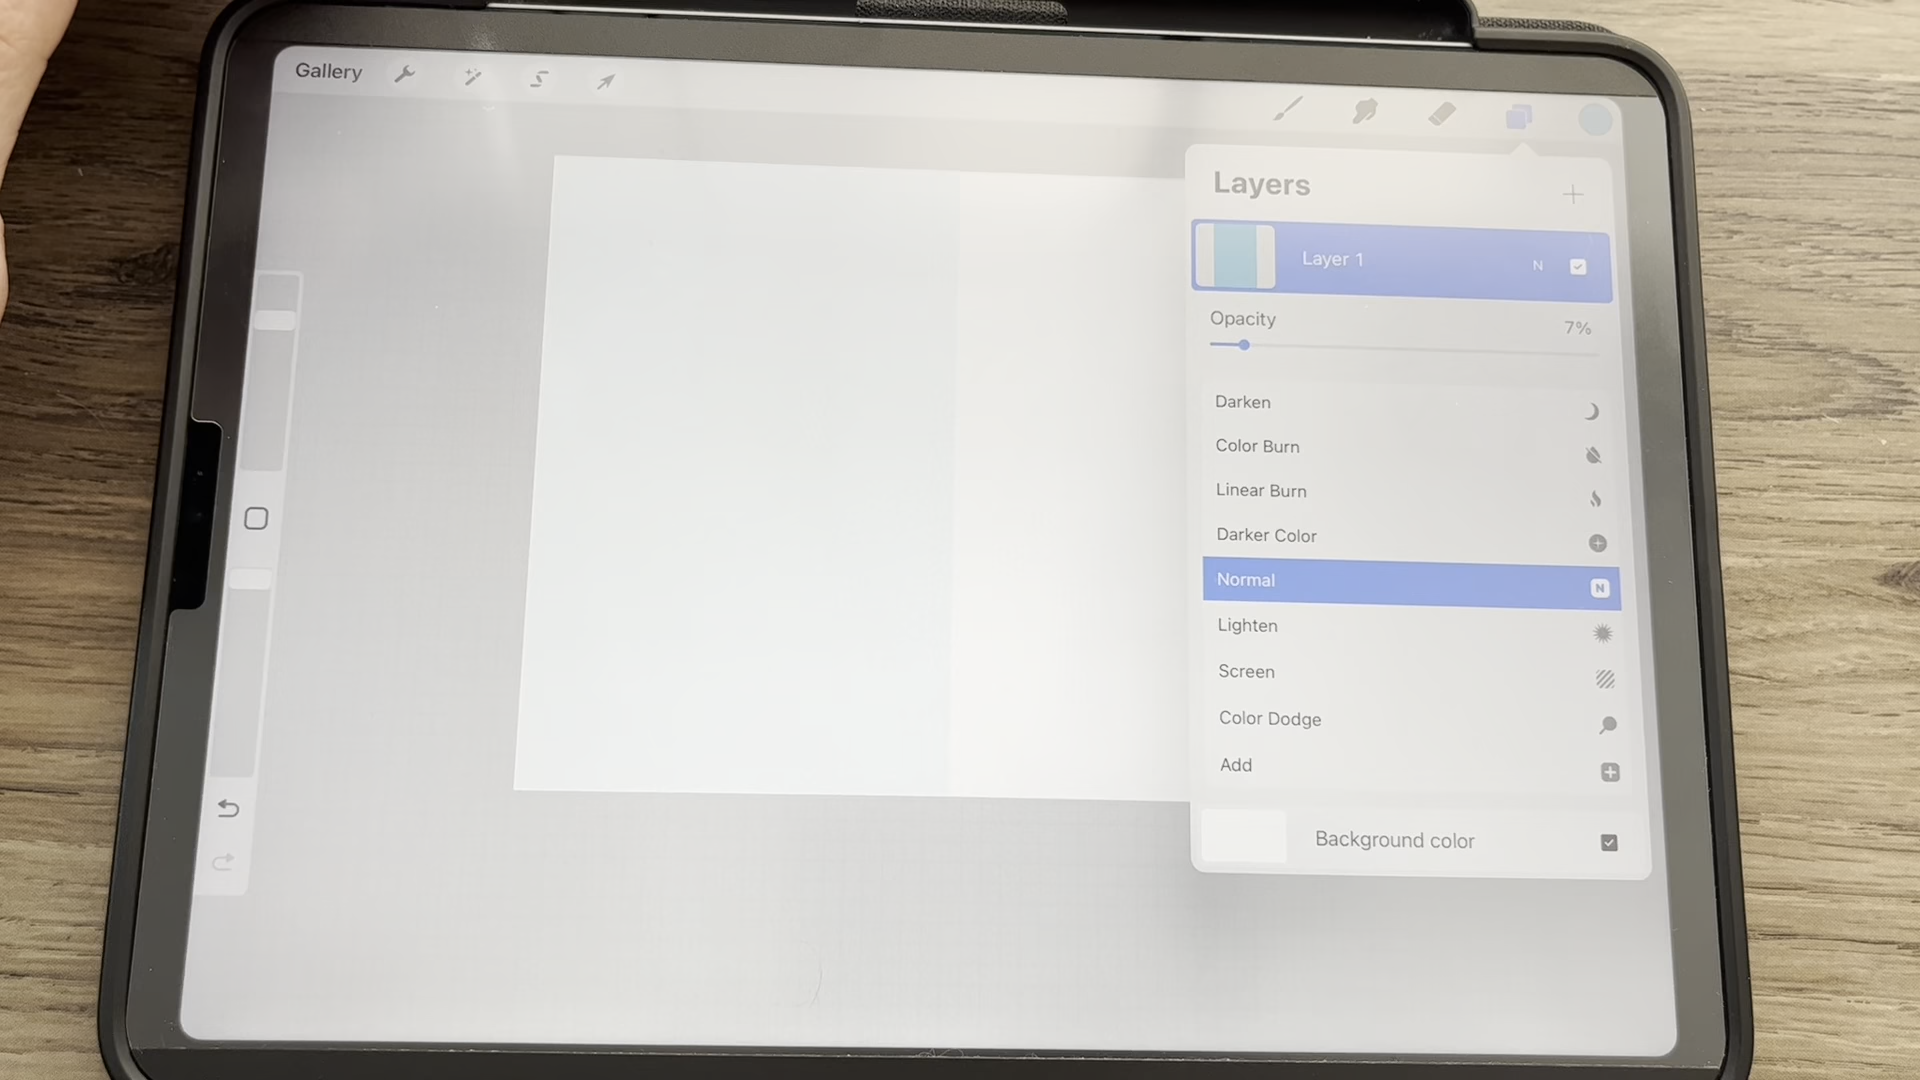 Gallery
Layers
Layer 1
N
Opacity
7%
Darken
Color Burn
Linear Burn
Darker Color
Normal
N
Lighten
Screen
Color Dodge
Add
Background color